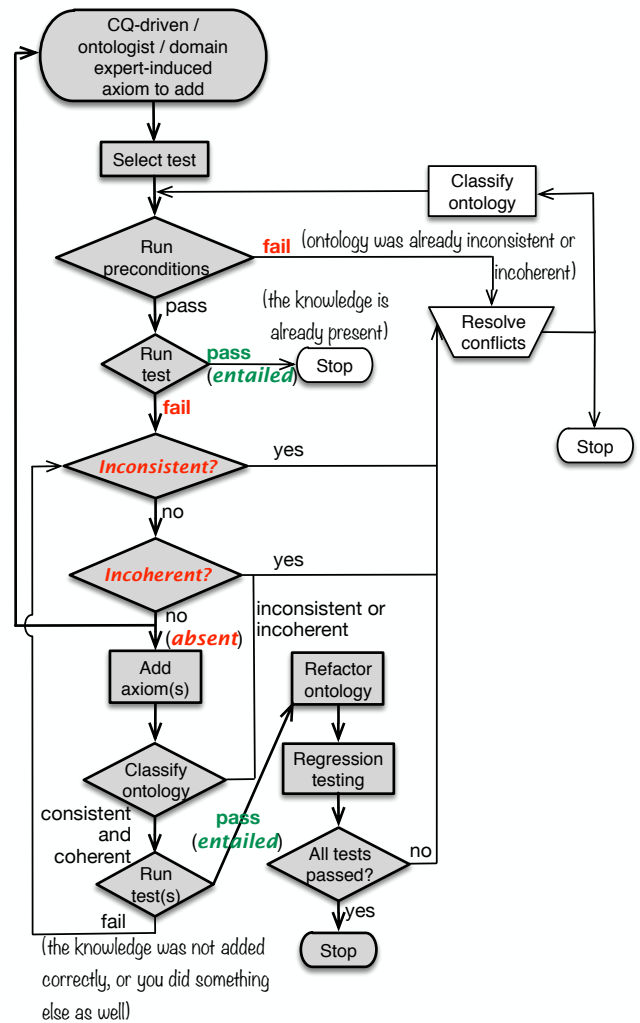 CQ-driven /
ontologist / domain
expert-induced
axiom to add
Select test
Classify
ontology
Run
preconditions
fail
(ontology was already inconsistent or
incoherent)
pass
(the knowledge is
already present)
Resolve
conflicts
Run
test
pass
(entailed)
Stop
fail
Stop
Inconsistent?
yes
no
Incoherent?
yes
no
(absent)
inconsistent or
incoherent
Add
axiom(s)
Refactor
ontology
Classify
ontology
Regression
testing
consistent
and
coherent
pass
(entailed)
Run
test(s)
All tests
passed?
no
fail
yes
(the knowledge was not added
correctly, or you did something
else as well)
Stop